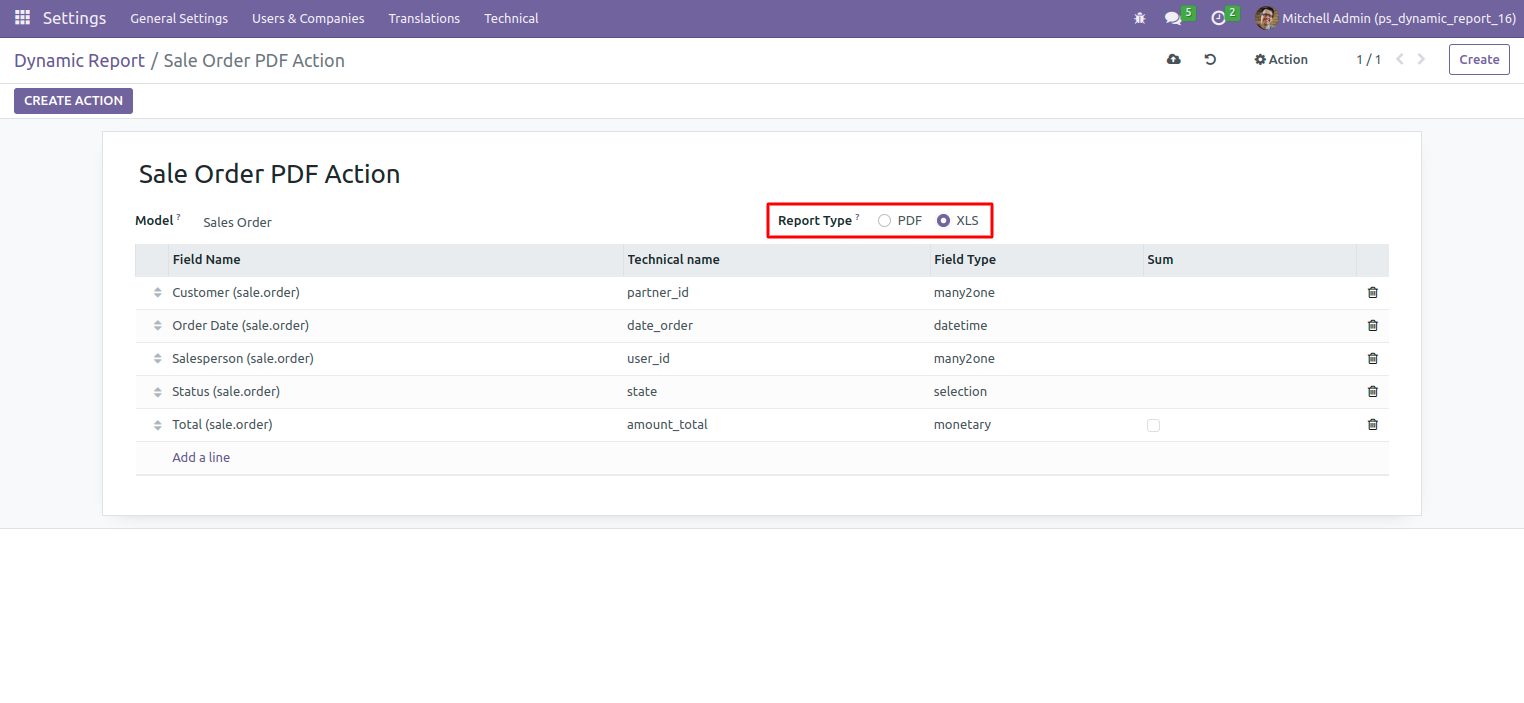 Settings General Settings Users & Companies Translations Technical 5 2 Mitchell Admin (ps_dynamic_report_16)
Dynamic Report / Sale Order PDF Action Action 1 / 1 Create
CREATE ACTION
Sale Order PDF Action
Model ? Sales Order Report Type ? PDF XLS
Field Name Technical name Field Type Sum
Customer (sale.order) partner_id many2one
Order Date (sale.order) date_order datetime
Salesperson (sale.order) user_id many2one
Status (sale.order) state selection
Total (sale.order) amount_total monetary
Add a line